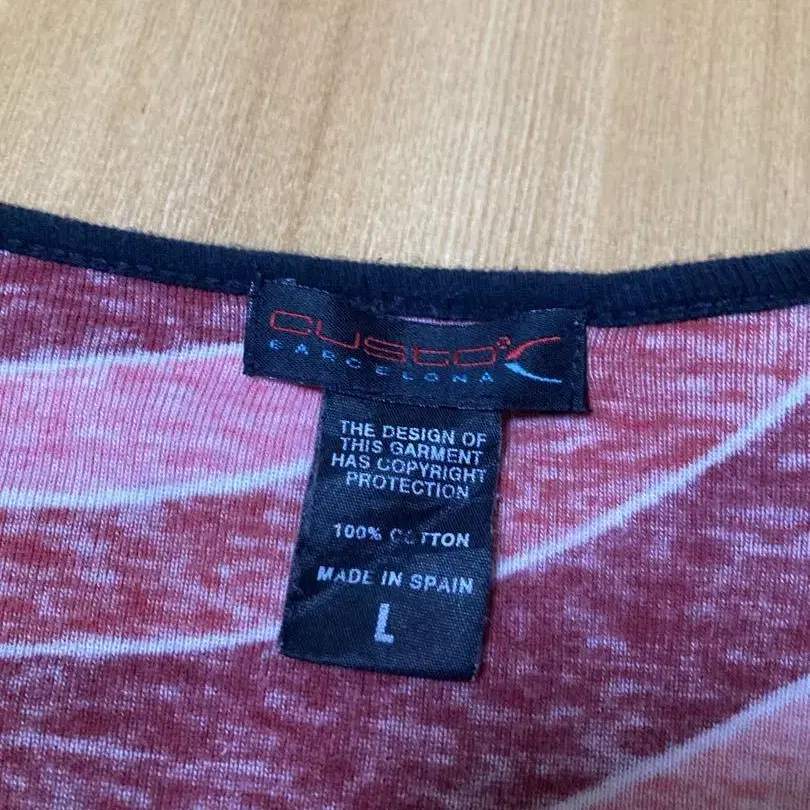 custo
BARCELONA
THE DESIGN OF
THIS GARMENT
HAS COPYRIGHT
PROTECTION
100% COTTON
MADE IN SPAIN
L